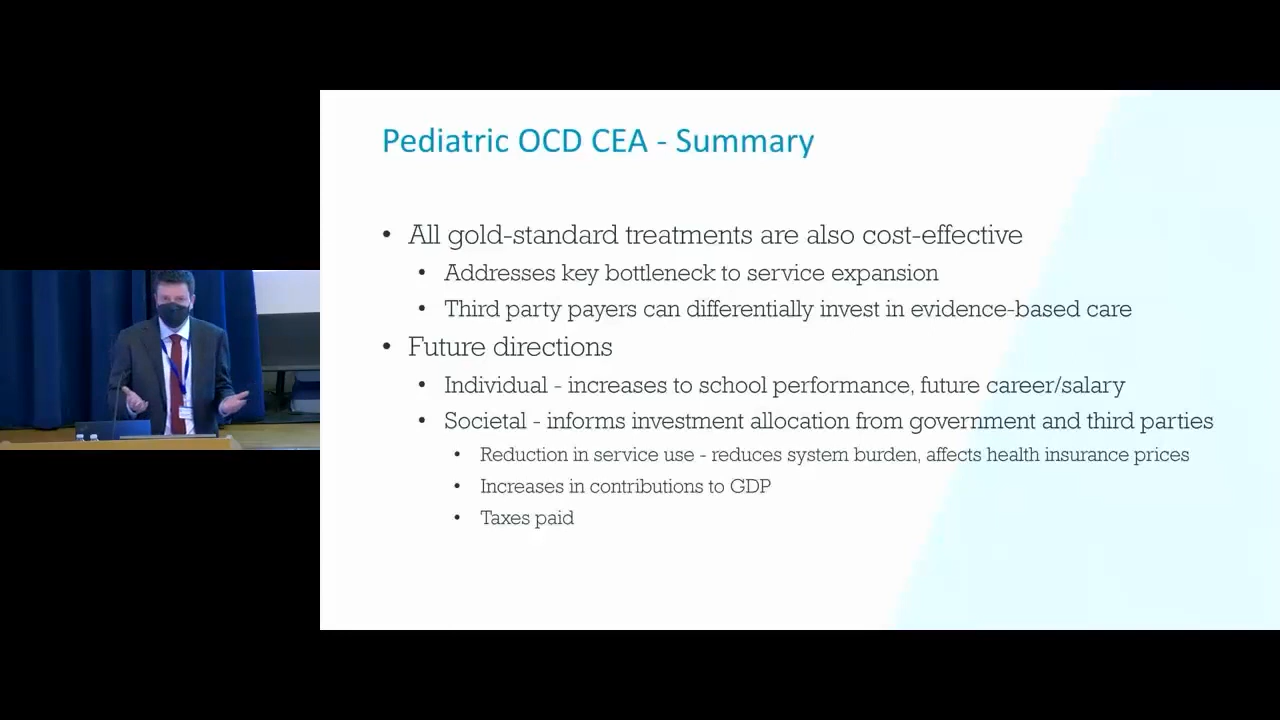 Pediatric OCD CEA - Summary
• All gold-standard treatments are also cost-effective
• Addresses key bottleneck to service expansion
• Third party payers can differentially invest in evidence-based care
• Future directions
• Individual - increases to school performance, future career/salary
• Societal - informs investment allocation from government and third parties
• Reduction in service use - reduces system burden, affects health insurance prices
• Increases in contributions to GDP
• Taxes paid